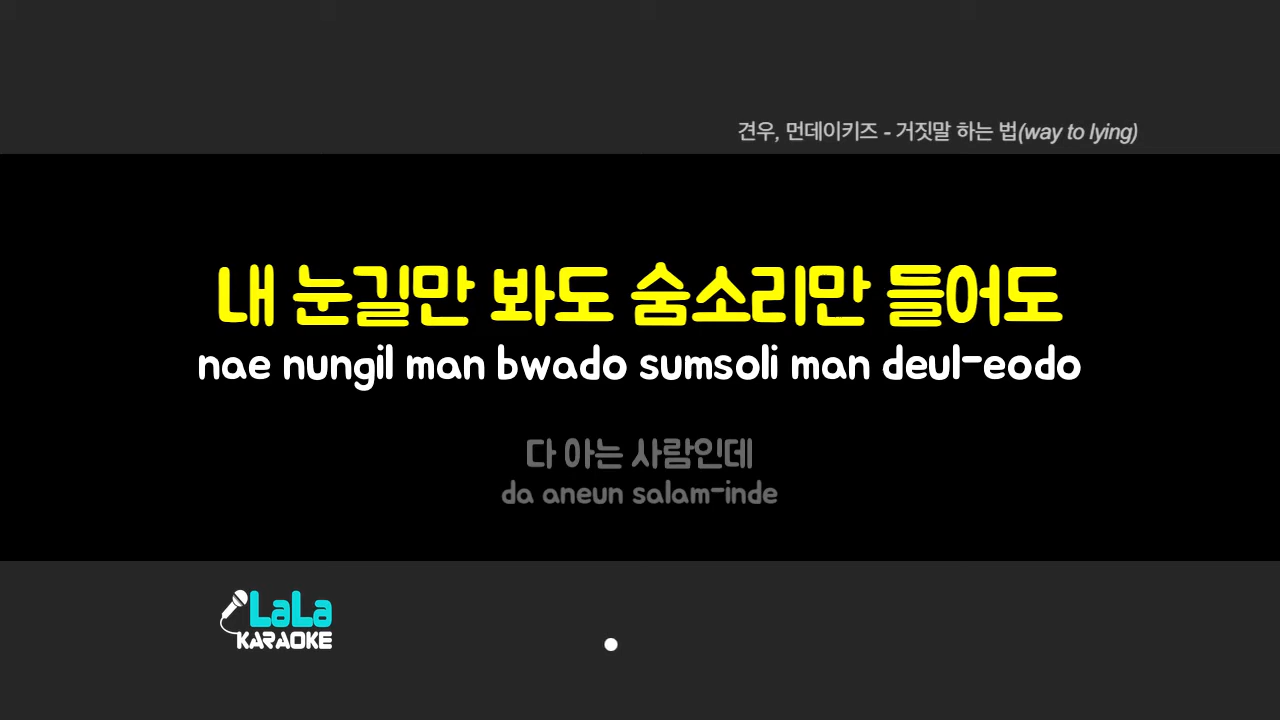 견우, 먼데이키즈 - 거짓말 하는 법(way to lying)
내 눈길만 봐도 숨소리만 들어도
nae nungil man bwado sumsoli man deul-eodo
다 아는 사람인데
da aneun salam-inde
LaLa
KARAOKE